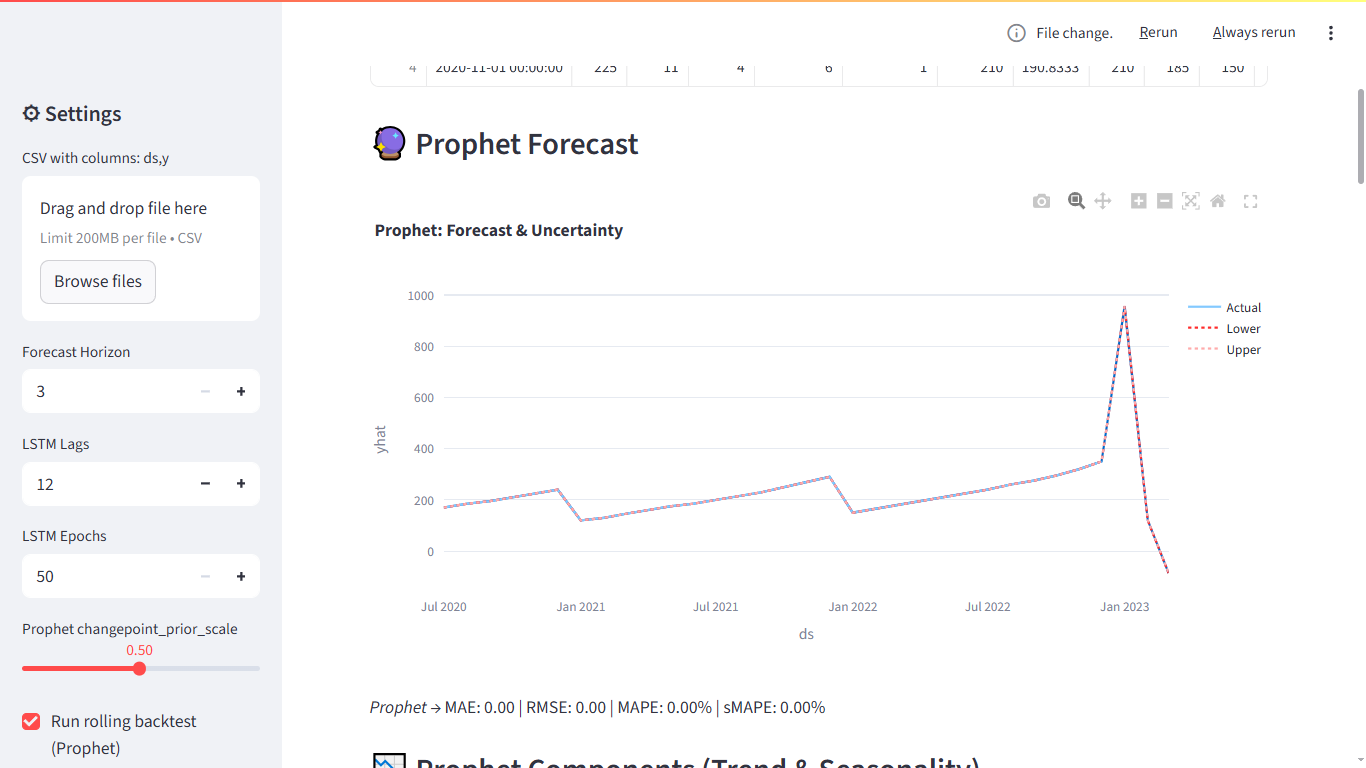 File change. Rerun Always rerun
4 2020-11-01 00:00:00 225 11 4 6 1 210 190.8333 210 185 150
Settings
CSV with columns: ds,y
Drag and drop file here
Limit 200MB per file • CSV
Browse files
Forecast Horizon
3
LSTM Lags
12
LSTM Epochs
50
Prophet changepoint_prior_scale
0.50
Run rolling backtest
(Prophet)
Prophet Forecast
Prophet: Forecast & Uncertainty
1000
800
600
400
200
0
yhat
Jul 2020 Jan 2021 Jul 2021 Jan 2022 Jul 2022 Jan 2023
ds
Actual
Lower
Upper
Prophet → MAE: 0.00 | RMSE: 0.00 | MAPE: 0.00% | sMAPE: 0.00%
Prophet Components (Trend & Seasonality)